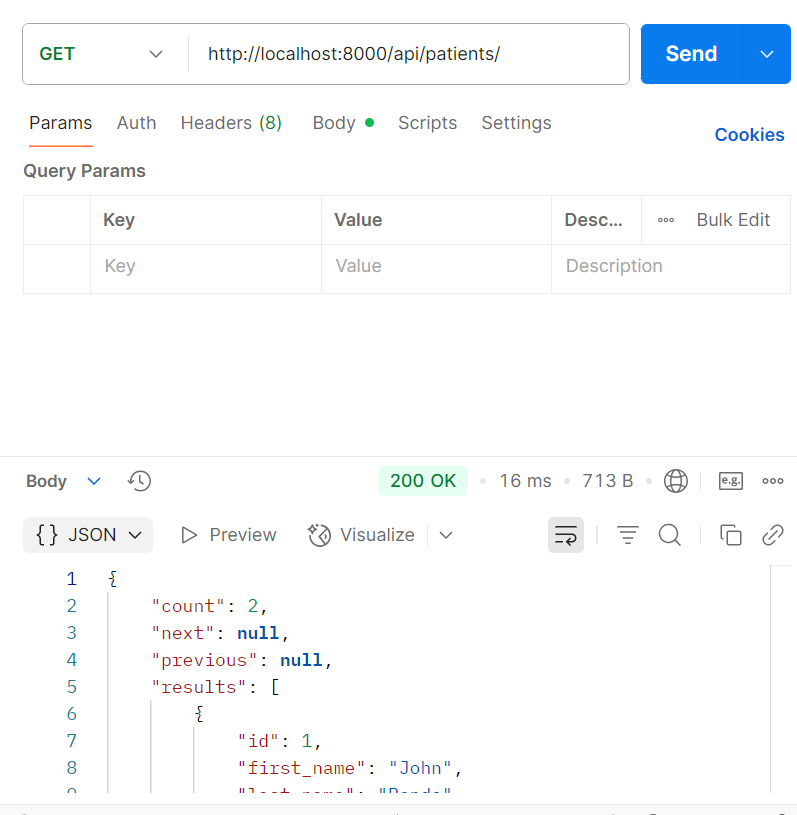 GET http://localhost:8000/api/patients/ Send
Params Auth Headers (8) Body Scripts Settings
Cookies
Query Params
Key Value Desc... Bulk Edit
Key Value Description
Body 200 OK 16 ms 713 B e.g.
{} JSON Preview Visualize
1 {
2 "count": 2,
3 "next": null,
4 "previous": null,
5 "results": [
6 {
7 "id": 1,
8 "first_name": "John",